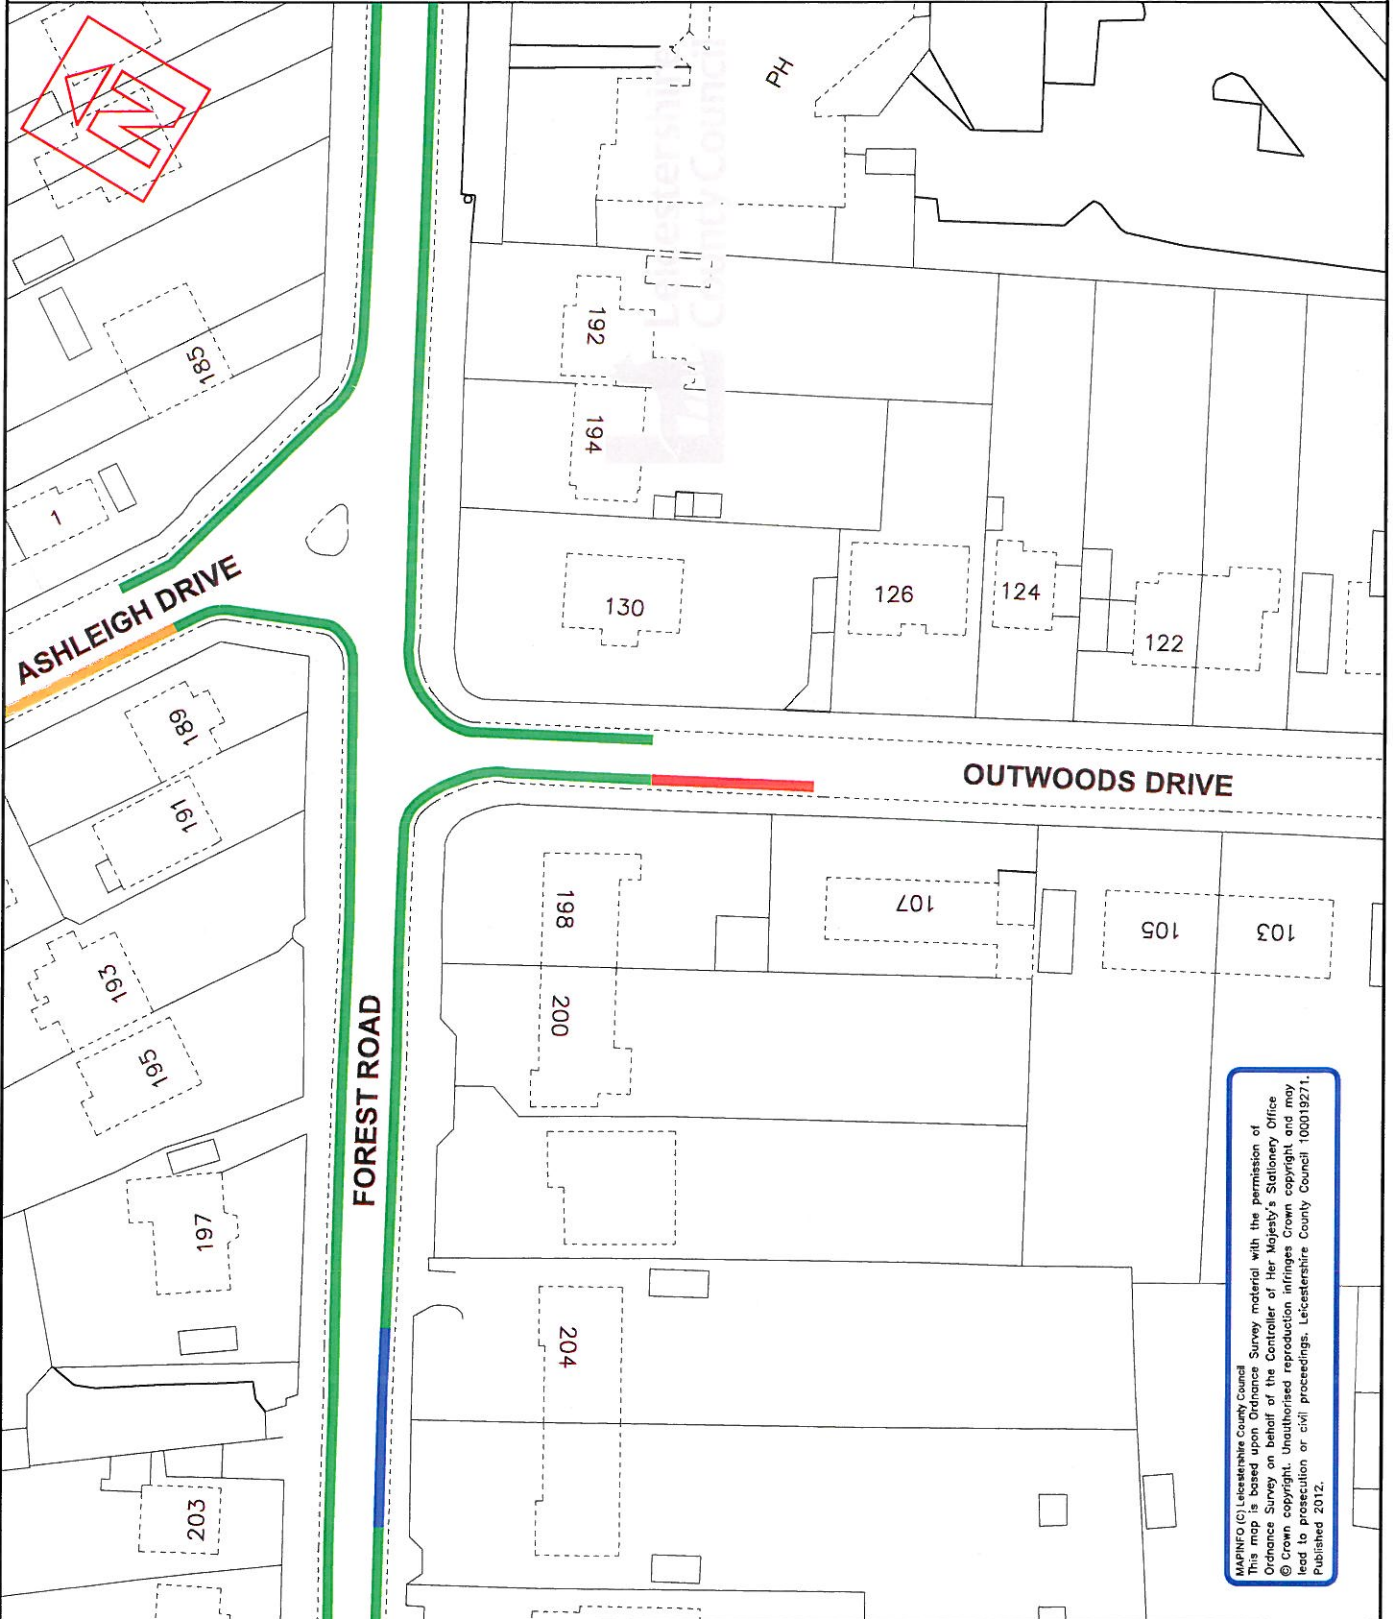 N
PH
Leicestershire
County Council
192
185
194
1
ASHLEIGH DRIVE
130
126
124
122
189
OUTWOODS DRIVE
191
198
107
105
103
193
200
195
FOREST ROAD
197
204
203
MAPINFO (C) Leicestershire County Council
This map is based upon Ordnance Survey material with the permission of
Ordnance Survey on behalf of the Controller of Her Majesty's Stationery Office
© Crown copyright. Unauthorised reproduction infringes Crown copyright and may
lead to prosecution or civil proceedings. Leicestershire County Council 100019271.
Published 2012.